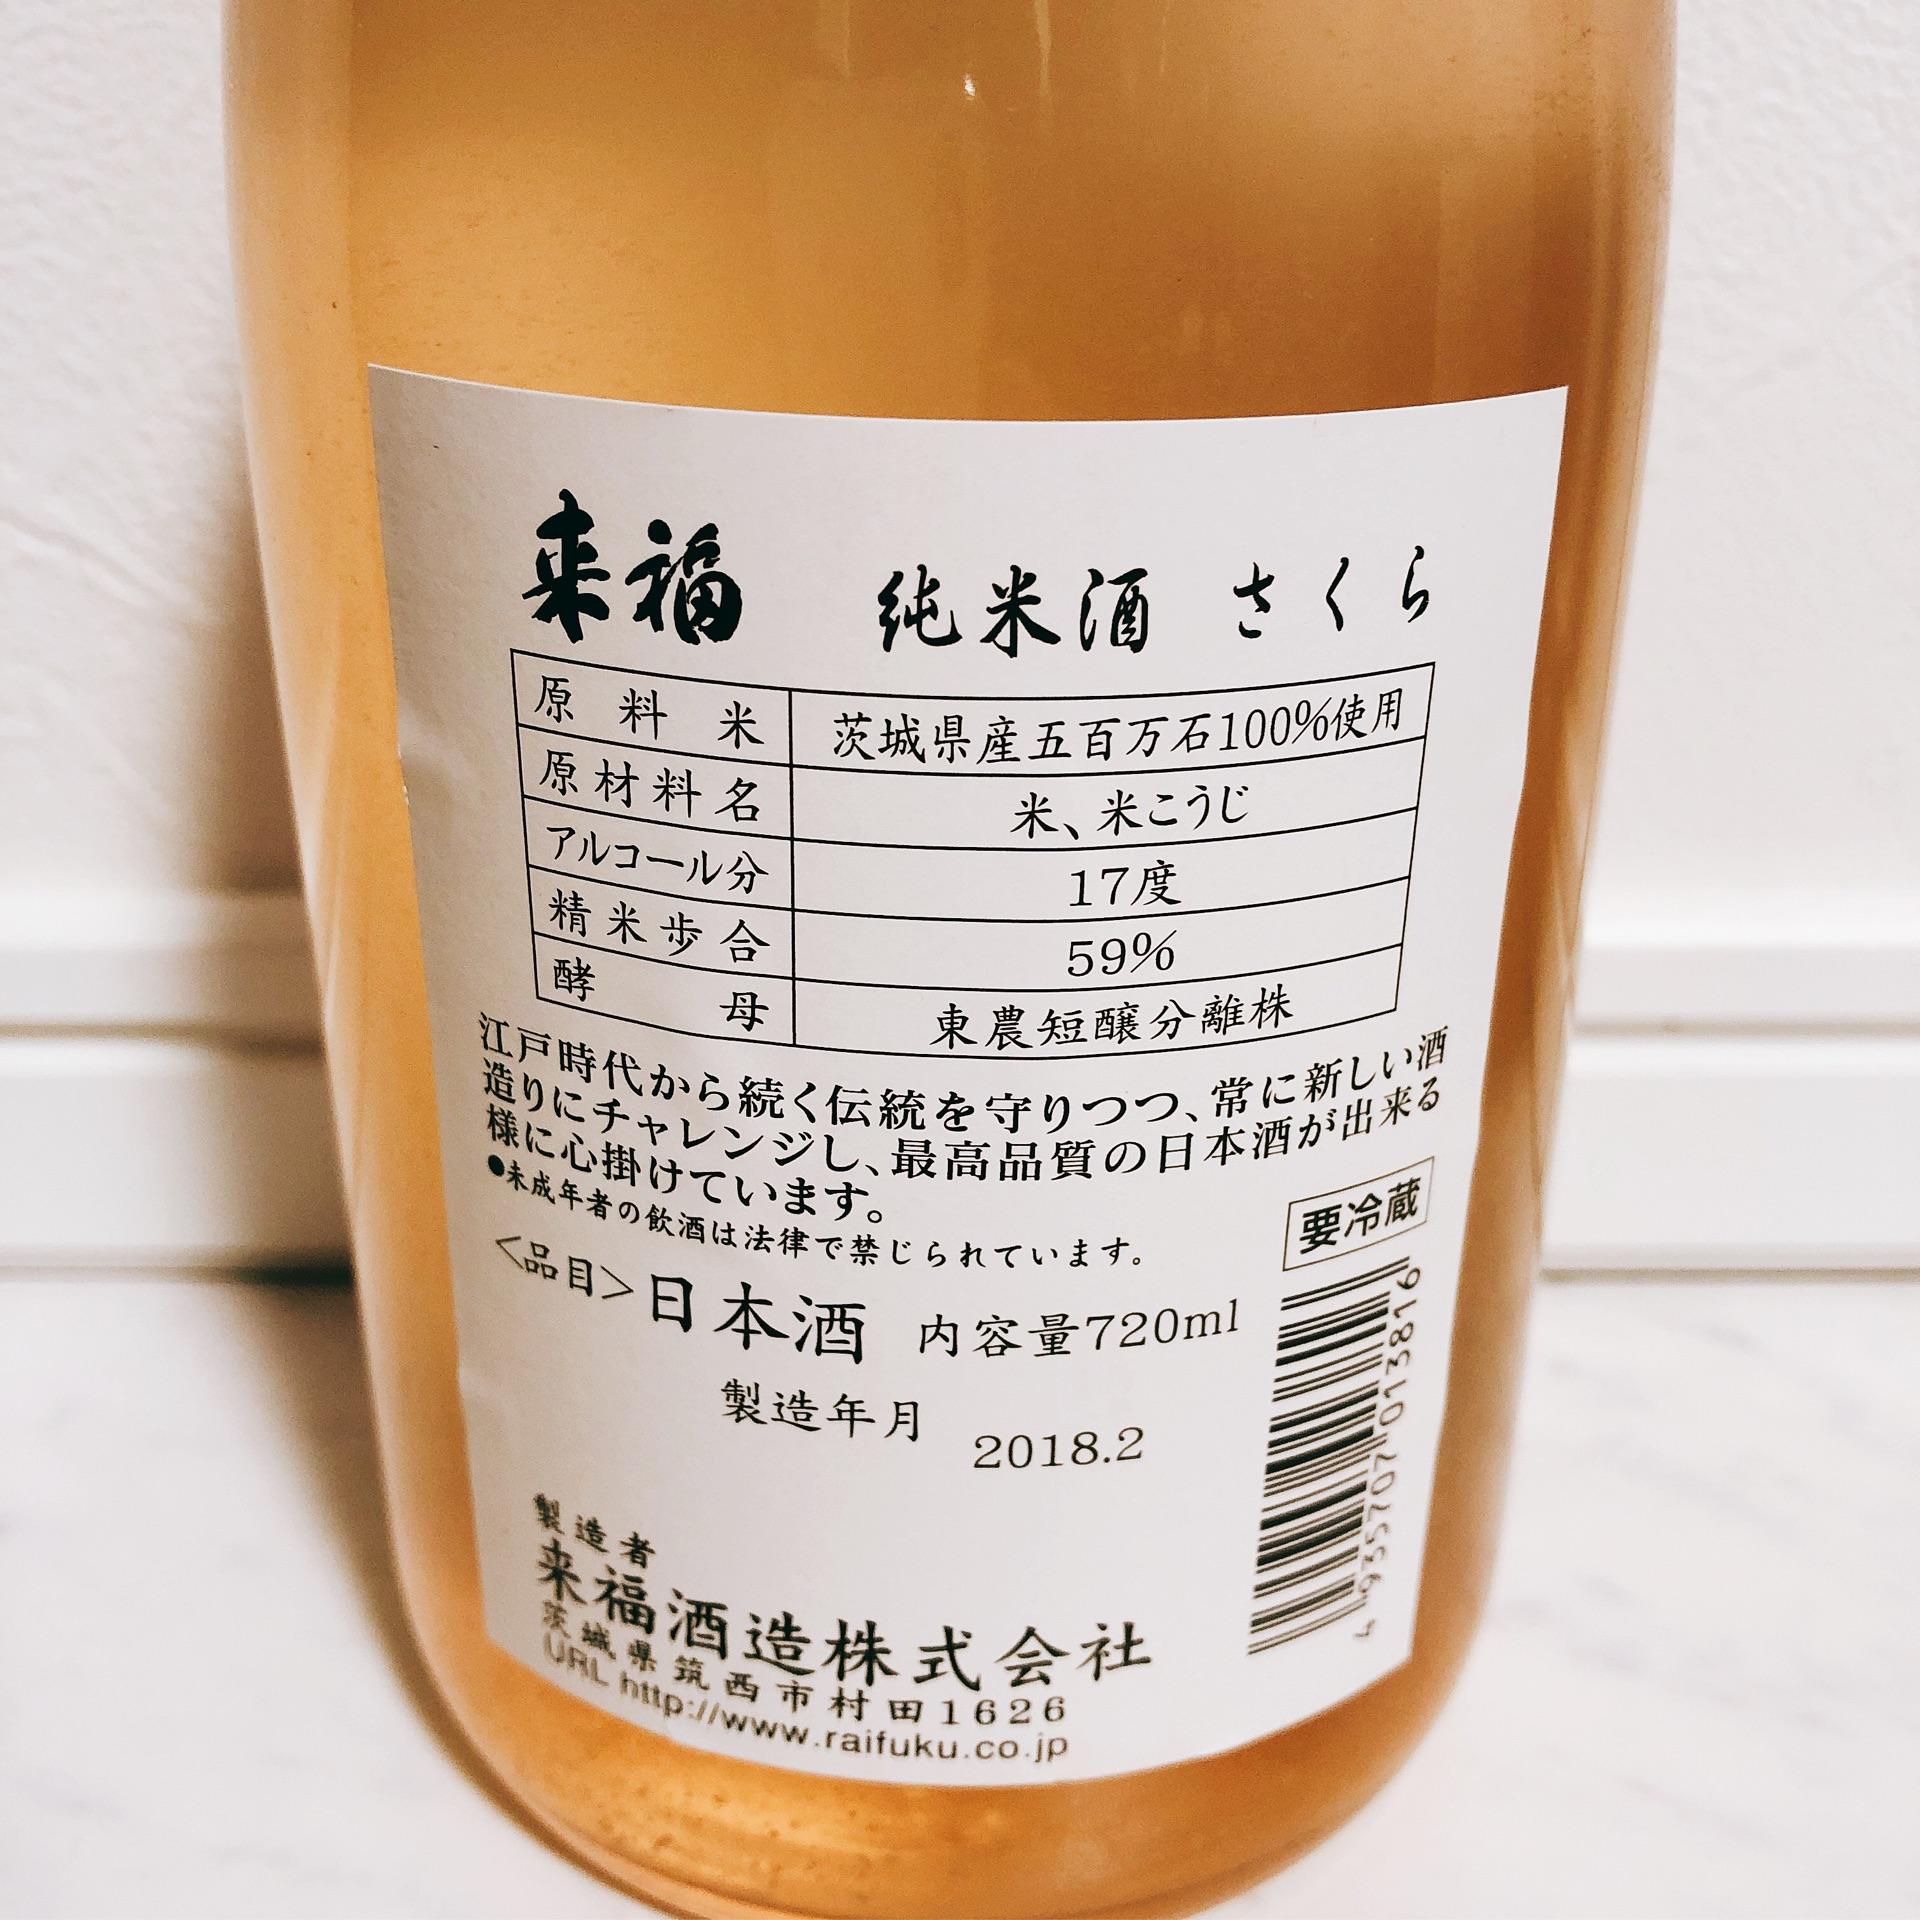 来福 純米酒 さくら
原料米 茨城県産五百万石100%使用
原材料名 米、米こうじ
アルコール分 17度
精米歩合 59%
酵母 東農短醸分離株
江戸時代から続く伝統を守りつつ、常に新しい酒
造りにチャレンジし、最高品質の日本酒が出来る
様に心掛けています。
●未成年者の飲酒は法律で禁じられています。
要冷蔵
<品目>日本酒 内容量720ml
製造年月 2018.2
製造者
来福酒造株式会社
茨城県筑西市村田1626
URL http://www.raifuku.co.jp
4 935707 013816